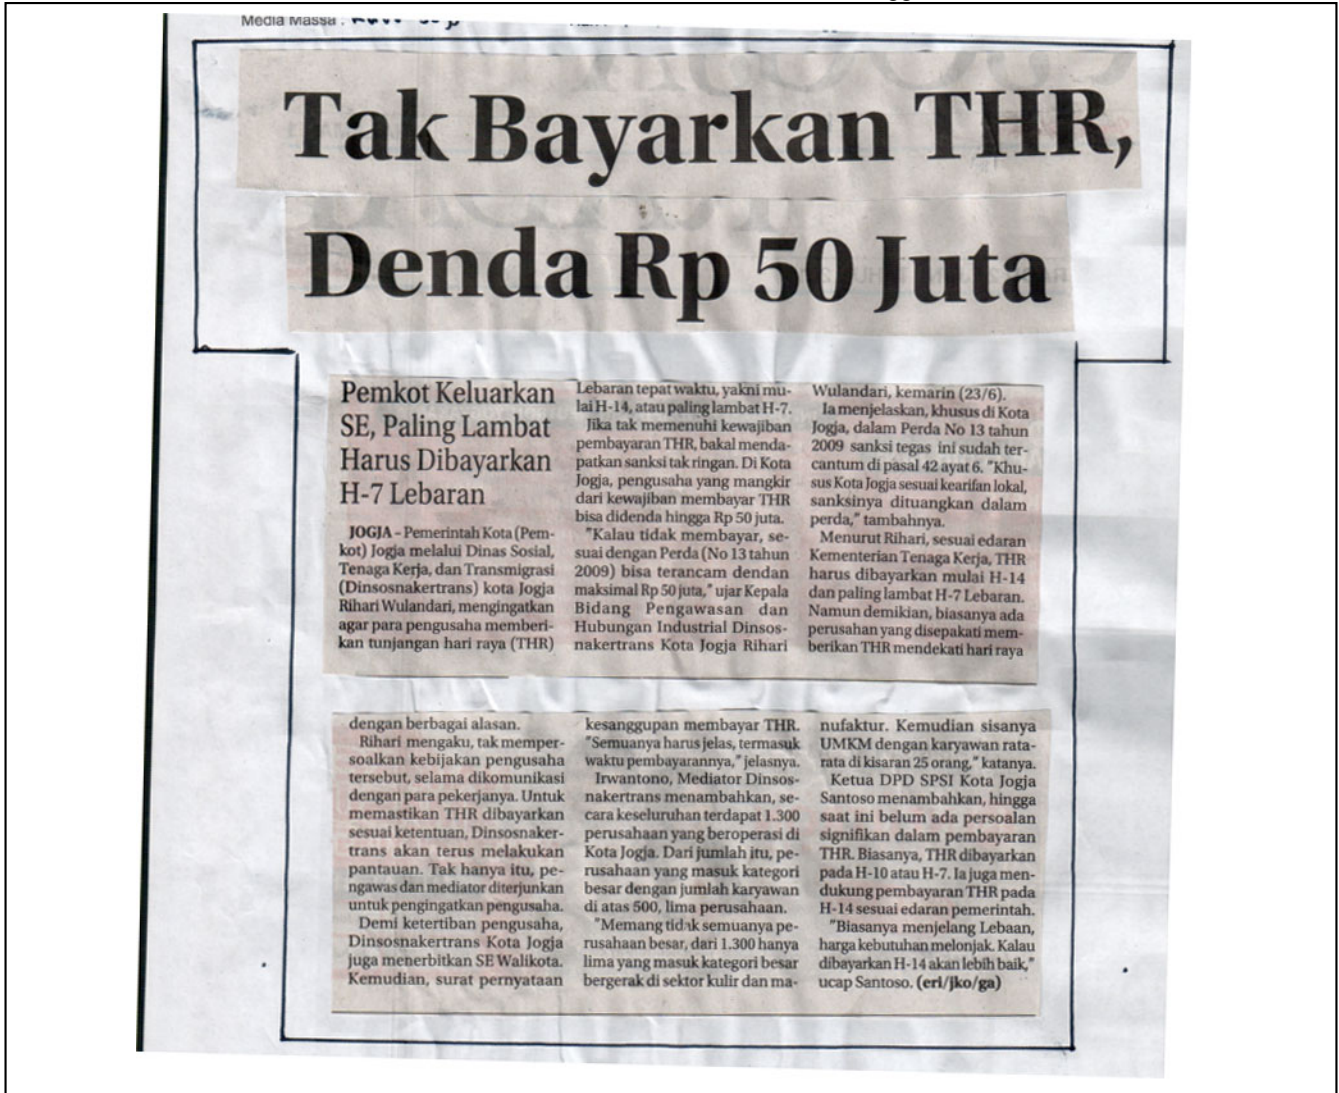 Media Massa :
Tak Bayarkan THR,
Denda Rp 50 Juta
Pemkot Keluarkan
SE, Paling Lambat
Harus Dibayarkan
H-7 Lebaran
JOGJA – Pemerintah Kota (Pem-
kot) Jogja melalui Dinas Sosial,
Tenaga Kerja, dan Transmigrasi
(Dinsosnakertrans) kota Jogja
Rihari Wulandari, mengingatkan
agar para pengusaha memberi-
kan tunjangan hari raya (THR)
Lebaran tepat waktu, yakni mu-
lai H-14, atau paling lambat H-7.
Jika tak memenuhi kewajiban
pembayaran THR, bakal menda-
patkan sanksi tak ringan. Di Kota
Jogja, pengusaha yang mangkir
dari kewajiban membayar THR
bisa didenda hingga Rp 50 juta.
"Kalau tidak membayar, se-
suai dengan Perda (No 13 tahun
2009) bisa terancam dendan
maksimal Rp 50 juta," ujar Kepala
Bidang Pengawasan dan
Hubungan Industrial Dinsos-
nakertrans Kota Jogja Rihari
Wulandari, kemarin (23/6).
Ia menjelaskan, khusus di Kota
Jogja, dalam Perda No 13 tahun
2009 sanksi tegas ini sudah ter-
cantum di pasal 42 ayat 6. "Khu-
sus Kota Jogja sesuai kearifan lokal,
sanksinya dituangkan dalam
perda," tambahnya.
Menurut Rihari, sesuai edaran
Kementerian Tenaga Kerja, THR
harus dibayarkan mulai H-14
dan paling lambat H-7 Lebaran.
Namun demikian, biasanya ada
perusahan yang disepakati mem-
berikan THR mendekati hari raya
dengan berbagai alasan.
Rihari mengaku, tak memper-
soalkan kebijakan pengusaha
tersebut, selama dikomunikasi
dengan para pekerjanya. Untuk
memastikan THR dibayarkan
sesuai ketentuan, Dinsosnaker-
trans akan terus melakukan
pantauan. Tak hanya itu, pe-
ngawas dan mediator diterjunkan
untuk pengingatkan pengusaha.
Demi ketertiban pengusaha,
Dinsosnakertrans Kota Jogja
juga menerbitkan SE Walikota.
Kemudian, surat pernyataan
kesanggupan membayar THR.
"Semuanya harus jelas, termasuk
waktu pembayarannya," jelasnya.
Irwantono, Mediator Dinsos-
nakertrans menambahkan, se-
cara keseluruhan terdapat 1.300
perusahaan yang beroperasi di
Kota Jogja. Dari jumlah itu, pe-
rusahaan yang masuk kategori
besar dengan jumlah karyawan
di atas 500, lima perusahaan.
"Memang tidak semuanya pe-
rusahaan besar, dari 1.300 hanya
lima yang masuk kategori besar
bergerak di sektor kulir dan ma-
nufaktur. Kemudian sisanya
UMKM dengan karyawan rata-
rata di kisaran 25 orang," katanya.
Ketua DPD SPSI Kota Jogja
Santoso menambahkan, hingga
saat ini belum ada persoalan
signifikan dalam pembayaran
THR. Biasanya, THR dibayarkan
pada H-10 atau H-7. Ia juga men-
dukung pembayaran THR pada
H-14 sesuai edaran pemerintah.
"Biasanya menjelang Lebaan,
harga kebutuhan melonjak. Kalau
dibayarkan H-14 akan lebih baik,"
ucap Santoso. (eri/jko/ga)